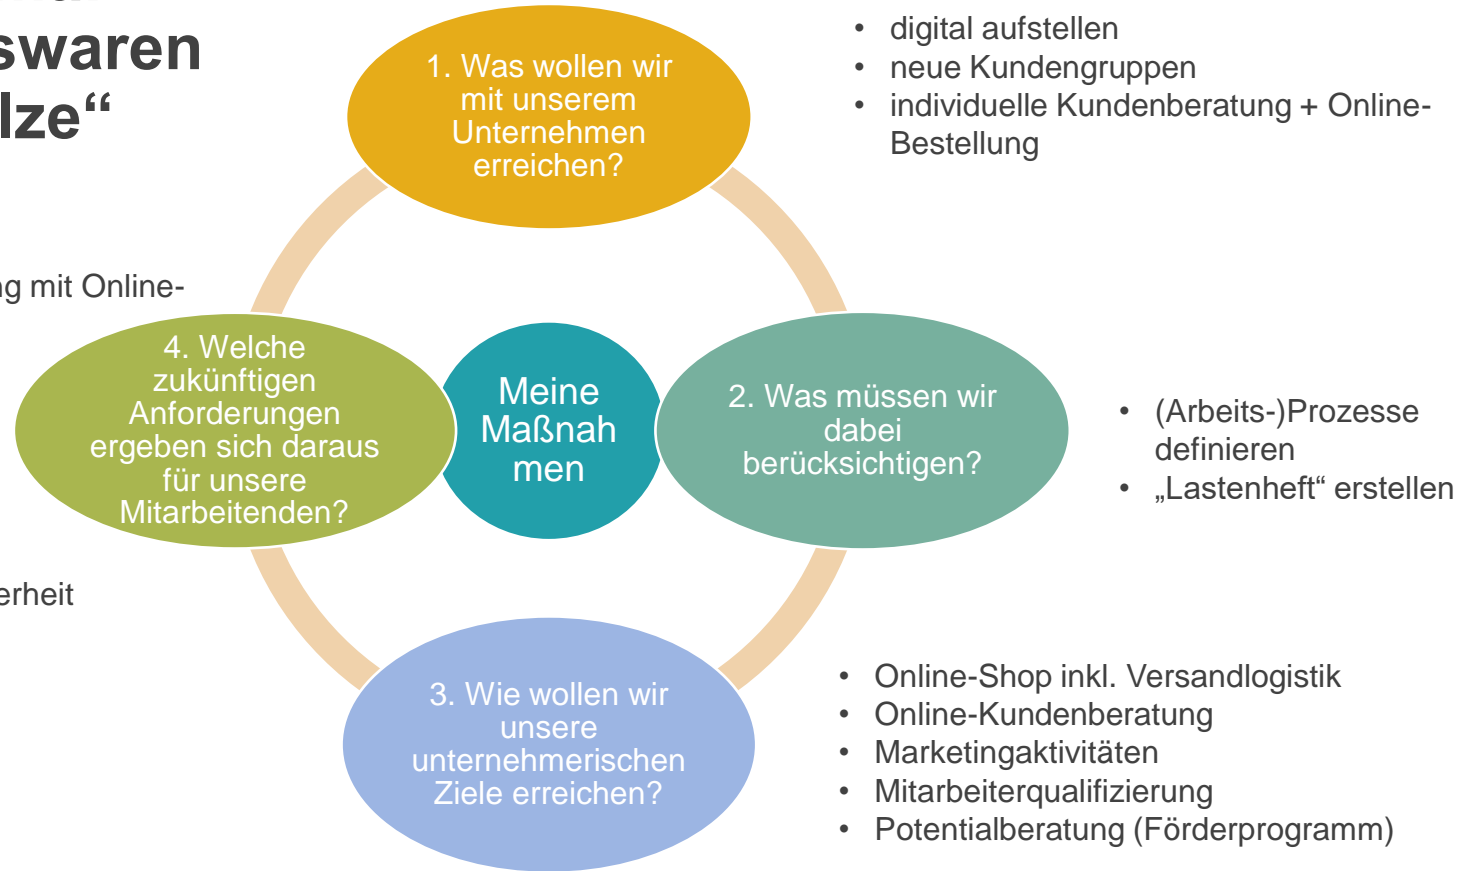 swaren
lze“
1. Was wollen wir
mit unserem
Unternehmen
erreichen?
• digital aufstellen
• neue Kundengruppen
• individuelle Kundenberatung + Online-
Bestellung
ng mit Online-
4. Welche
zukünftigen
Anforderungen
ergeben sich daraus
für unsere
Mitarbeitenden?
Meine
Maßnah
men
2. Was müssen wir
dabei
berücksichtigen?
• (Arbeits-)Prozesse
definieren
• „Lastenheft“ erstellen
erheit
3. Wie wollen wir
unsere
unternehmerischen
Ziele erreichen?
• Online-Shop inkl. Versandlogistik
• Online-Kundenberatung
• Marketingaktivitäten
• Mitarbeiterqualifizierung
• Potentialberatung (Förderprogramm)